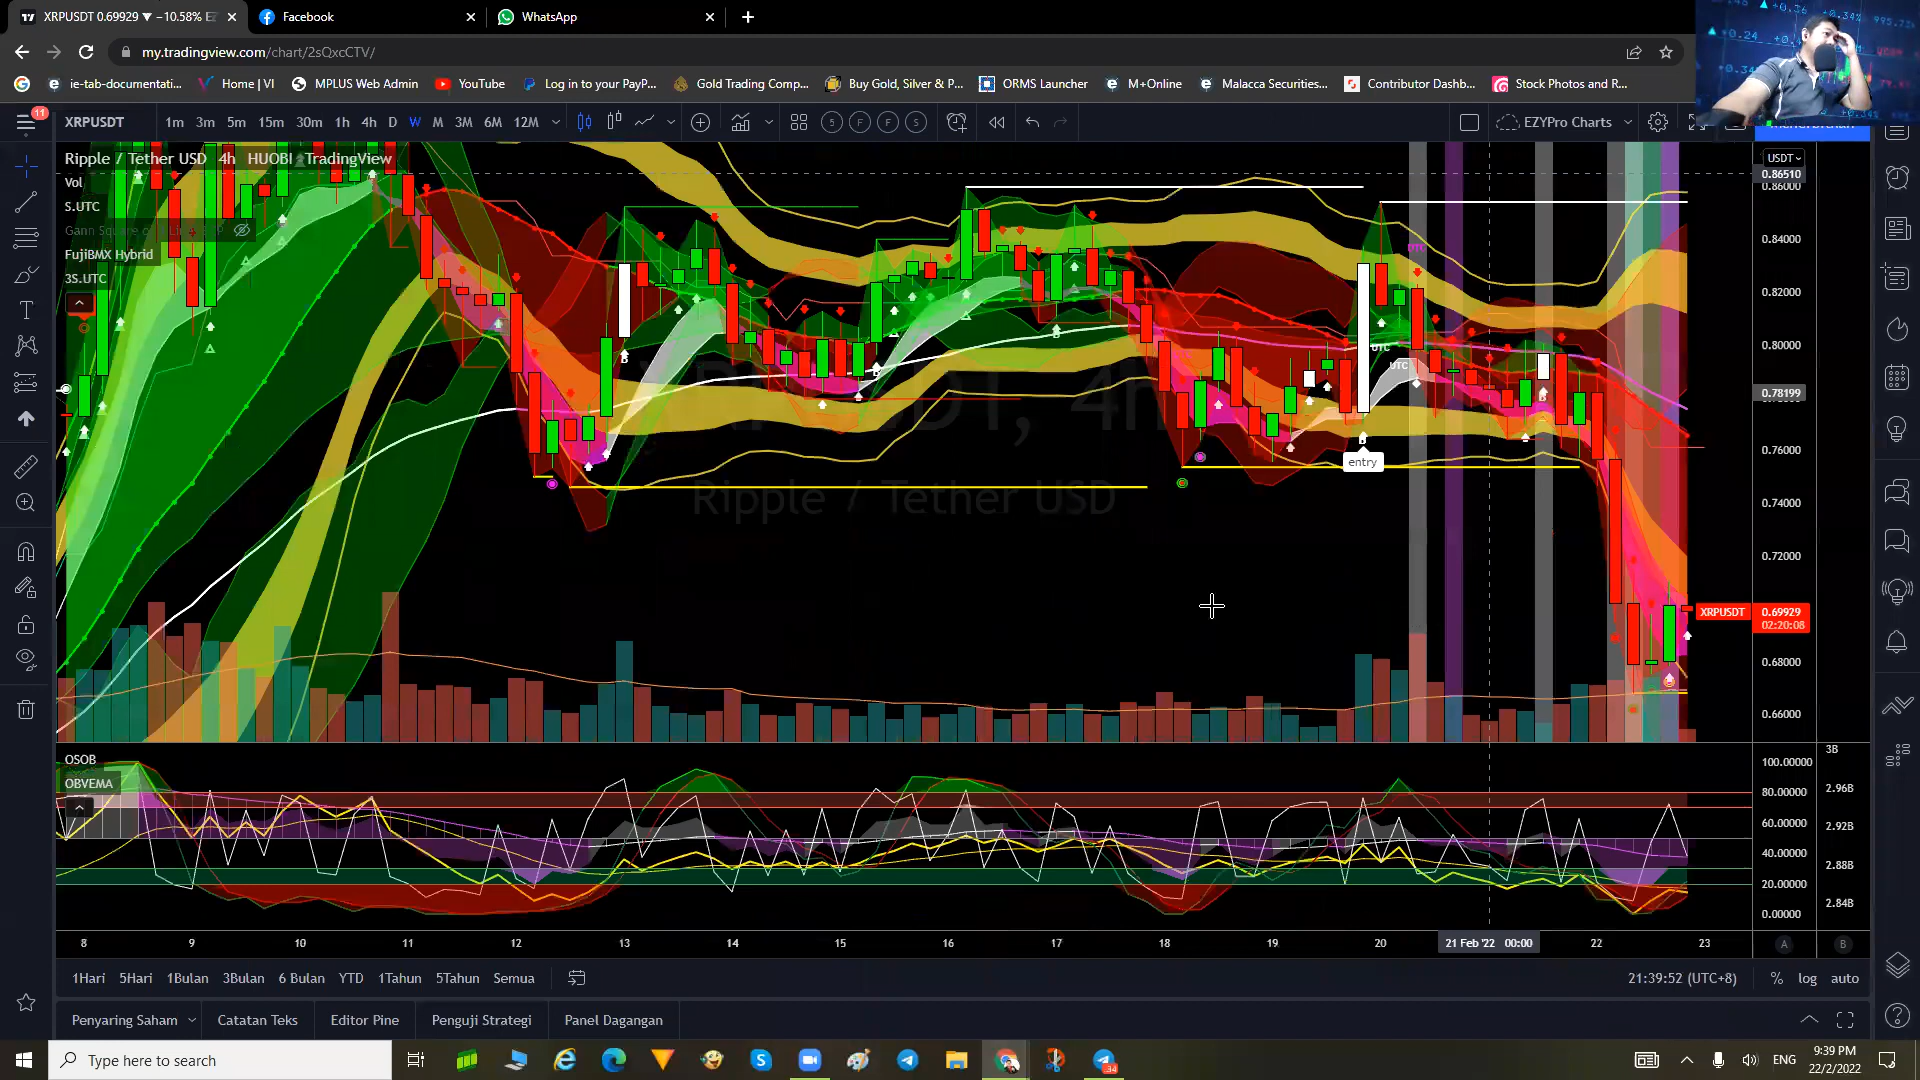 XRPUSDT 0.69929 ▼ −10.58% EZ
Facebook
WhatsApp
my.tradingview.com/chart/2sQxcCTV/
ie-tab-documentati...
Home | VI
MPLUS Web Admin
YouTube
Log in to your PayP...
Gold Trading Comp...
Buy Gold, Silver & P...
ORMS Launcher
M+Online
Malacca Securities...
Contributor Dashb...
Stock Photos and R...
11
XRPUSDT
1m 3m 5m 15m 30m 1h 4h D W M 3M 6M 12M
S F F S
EZYPro Charts
Ripple / Tether USD 4h HUOBI TradingView
Vol
S.UTC
FujiBMX Hybrid
3S.UTC
XRPUSDT, 4h
Ripple / Tether USD
UTC
UTC
UTC
B
B
B
B
entry
USDT
0.86510
0.86000
0.84000
0.82000
0.80000
0.78199
0.76000
0.74000
0.72000
XRPUSDT 0.69929
02:20:08
0.68000
0.66000
OSOB
OBVEMA
100.00000
80.00000
60.00000
40.00000
20.00000
0.00000
3B
2.96B
2.92B
2.88B
2.84B
8 9 10 11 12 13 14 15 16 17 18 19 20 21 Feb '22 00:00 22 23
A B
1Hari 5Hari 1Bulan 3Bulan 6 Bulan YTD 1Tahun 5Tahun Semua
21:39:52 (UTC+8) % log auto
Penyaring Saham Catatan Teks Editor Pine Penguji Strategi Panel Dagangan
Type here to search
34
ENG
9:39 PM
22/2/2022